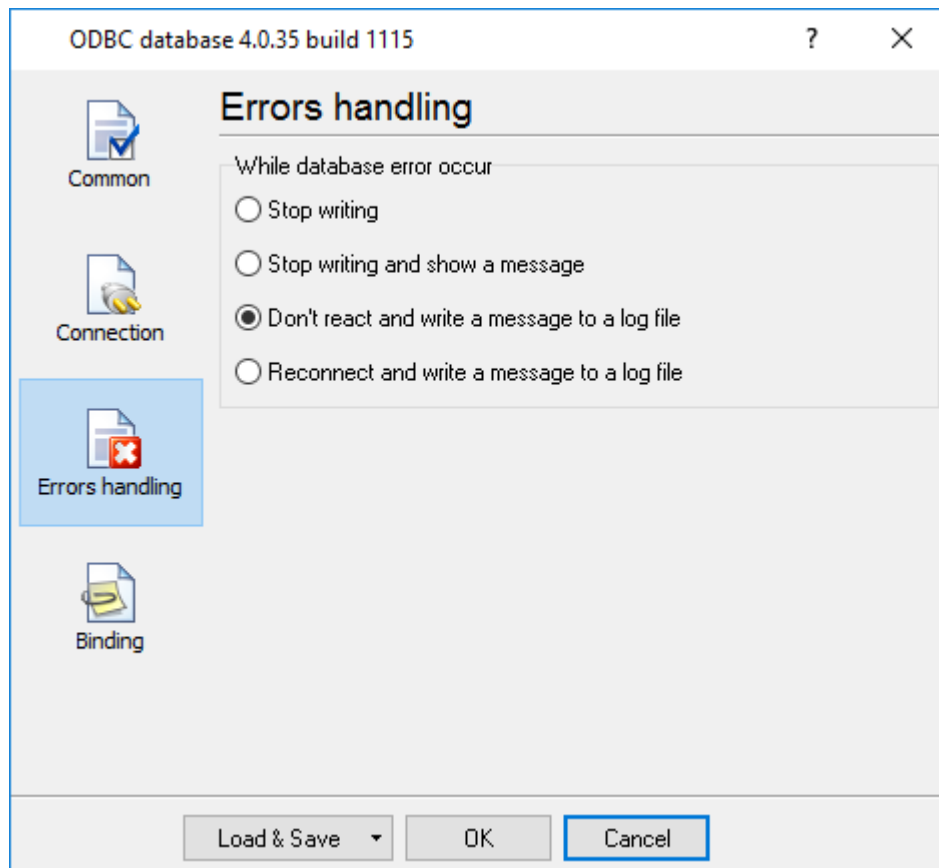 ODBC database 4.0.35 build 1115
?
Errors handling
Common
While database error occur
Stop writing
Stop writing and show a message
Connection
Don't react and write a message to a log file
Reconnect and write a message to a log file
Errors handling
Binding
Load & Save
OK
Cancel